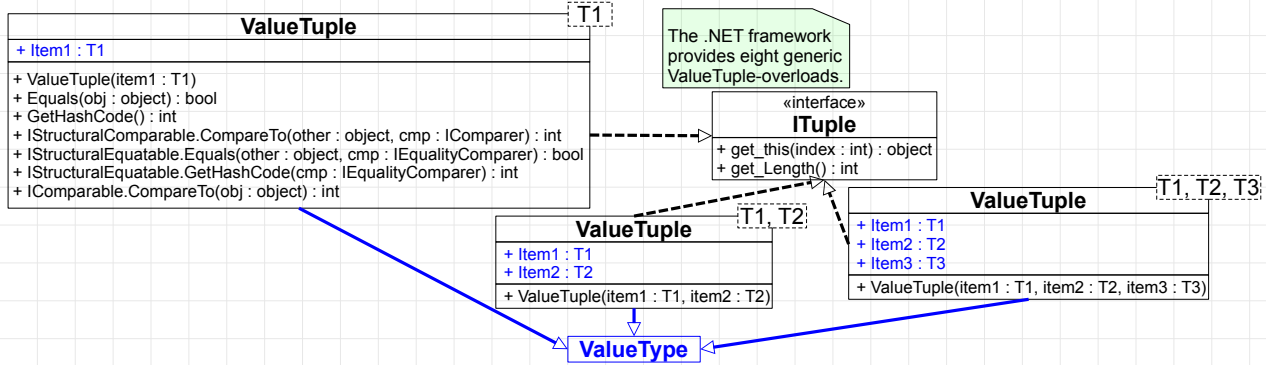 ValueTuple
T1
+ Item1 : T1
+ ValueTuple(item1 : T1)
+ Equals(obj : object) : bool
+ GetHashCode() : int
+ IStructuralComparable.CompareTo(other : object, cmp : IComparer) : int
+ IStructuralEquatable.Equals(other : object, cmp : IEqualityComparer) : bool
+ IStructuralEquatable.GetHashCode(cmp : IEqualityComparer) : int
+ IComparable.CompareTo(obj : object) : int
The .NET framework
provides eight generic
ValueTuple-overloads.
«interface»
ITuple
+ get_this(index : int) : object
+ get_Length() : int
ValueTuple
T1, T2
+ Item1 : T1
+ Item2 : T2
+ ValueTuple(item1 : T1, item2 : T2)
ValueTuple
T1, T2, T3
+ Item1 : T1
+ Item2 : T2
+ Item3 : T3
+ ValueTuple(item1 : T1, item2 : T2, item3 : T3)
ValueType